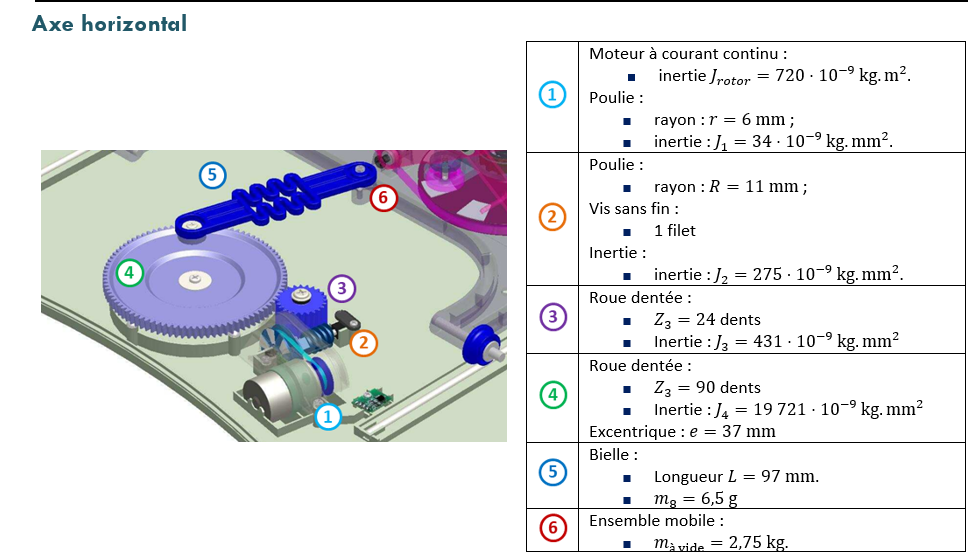 Axe horizontal
1
Moteur à courant continu :
▪ inertie J_rotor = 720 · 10⁻⁹ kg.m².
Poulie :
▪ rayon : r = 6 mm ;
▪ inertie : J₁ = 34 · 10⁻⁹ kg.mm².
2
Poulie :
▪ rayon : R = 11 mm ;
Vis sans fin :
▪ 1 filet
Inertie :
▪ inertie : J₂ = 275 · 10⁻⁹ kg.mm².
3
Roue dentée :
▪ Z₃ = 24 dents
▪ Inertie : J₃ = 431 · 10⁻⁹ kg.mm²
4
Roue dentée :
▪ Z₃ = 90 dents
▪ Inertie : J₄ = 19 721 · 10⁻⁹ kg.mm²
Excentrique : e = 37 mm
5
Bielle :
▪ Longueur L = 97 mm.
▪ m₈ = 6,5 g
6
Ensemble mobile :
▪ m_à vide = 2,75 kg.
5
6
4
3
2
1